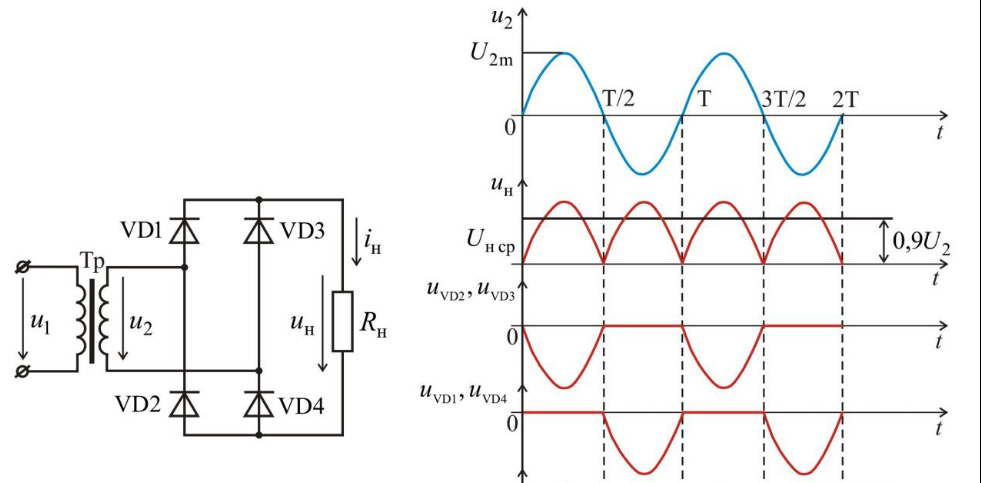 VD1
VD3
Tp
u1
u2
iн
uн
Rн
VD2
VD4
u2
U2m
T/2
T
3T/2
2T
0
t
uн
Uн ср
0,9U2
t
uVD2, uVD3
0
t
uVD1, uVD4
0
t